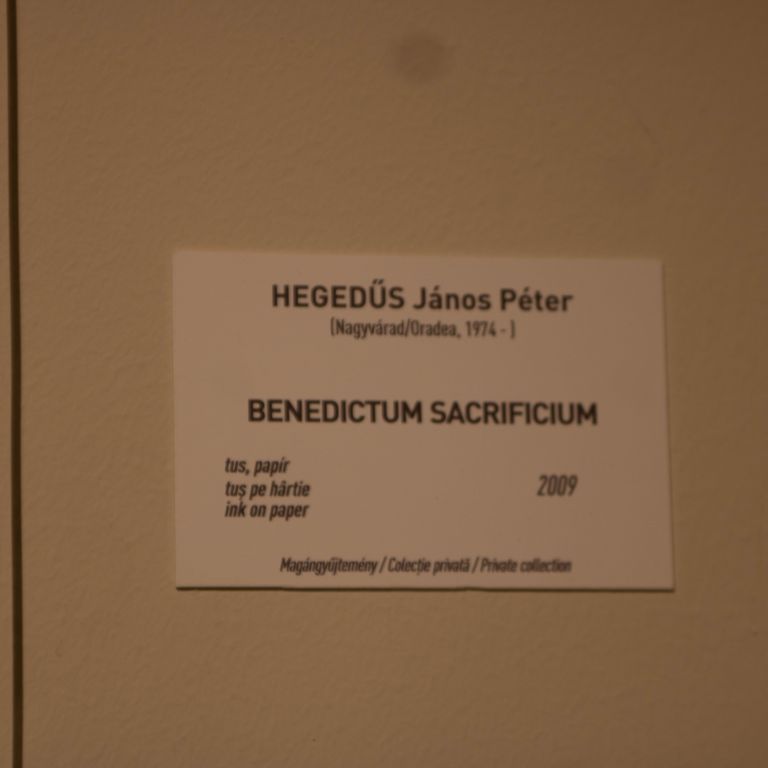 HEGEDŰS János Péter
(Nagyvárad/Oradea, 1974 - )
BENEDICTUM SACRIFICIUM
tus, papír
tuș pe hârtie
2009
ink on paper
Magángyűjtemény / Colecție privată / Private collection